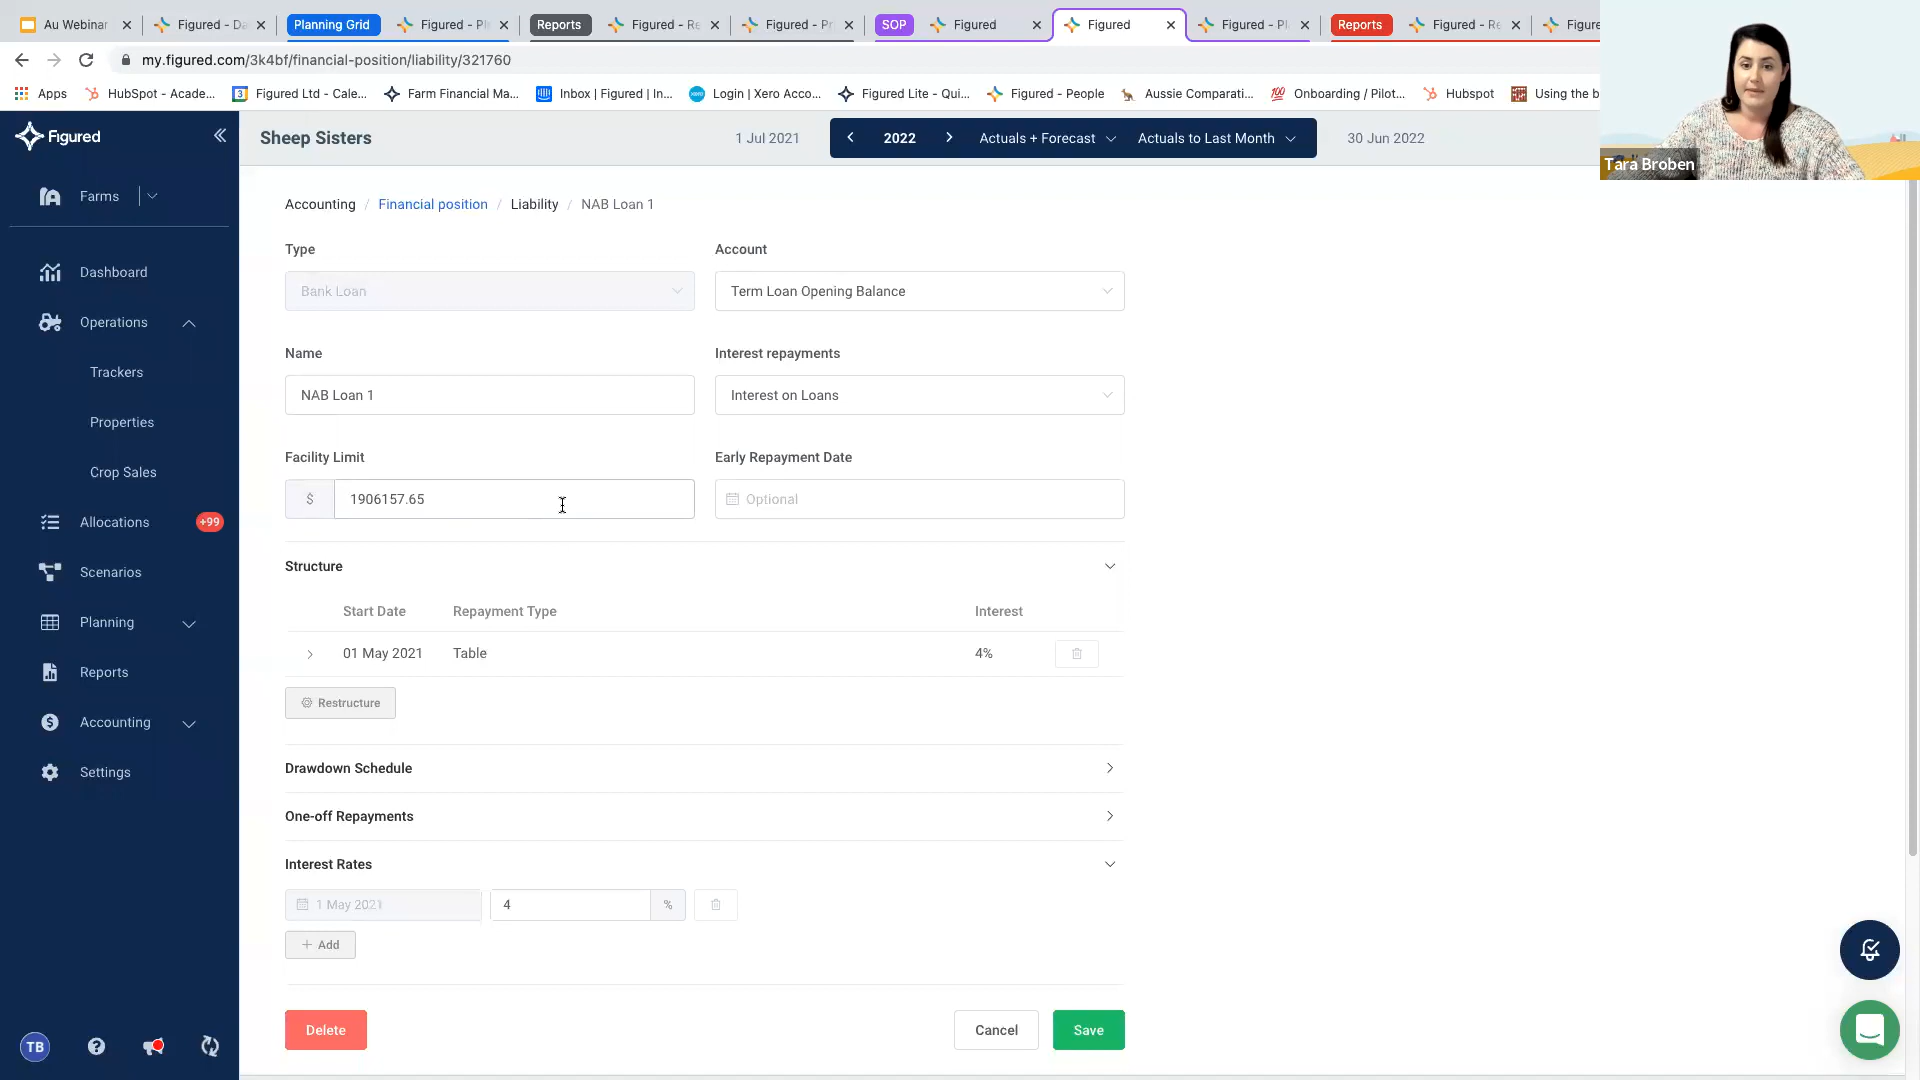 Au Webinar
Figured - Da
Planning Grid
Figured - Pl
Reports
Figured - Re
Figured - Pr
SOP
Figured
Figured
Figured - Pl
Reports
Figured - Re
Figure
my.figured.com/3k4bf/financial-position/liability/321760
Apps
HubSpot - Acade...
Figured Ltd - Cale...
Farm Financial Ma...
Inbox | Figured | In...
Login | Xero Acco...
Figured Lite - Qui...
Figured - People
Aussie Comparati...
Onboarding / Pilot...
Hubspot
Using the b
Tara Broben
Figured
Sheep Sisters
1 Jul 2021
2022
Actuals + Forecast
Actuals to Last Month
30 Jun 2022
Farms
Dashboard
Operations
Trackers
Properties
Crop Sales
Allocations
+99
Scenarios
Planning
Reports
Accounting
Settings
TB
Accounting / Financial position / Liability / NAB Loan 1
Type
Account
Bank Loan
Term Loan Opening Balance
Name
Interest repayments
NAB Loan 1
Interest on Loans
Facility Limit
Early Repayment Date
$ 1906157.65
Optional
Structure
Start Date Repayment Type Interest
01 May 2021 Table 4%
Restructure
Drawdown Schedule
One-off Repayments
Interest Rates
1 May 2021 4 %
+ Add
Delete
Cancel
Save